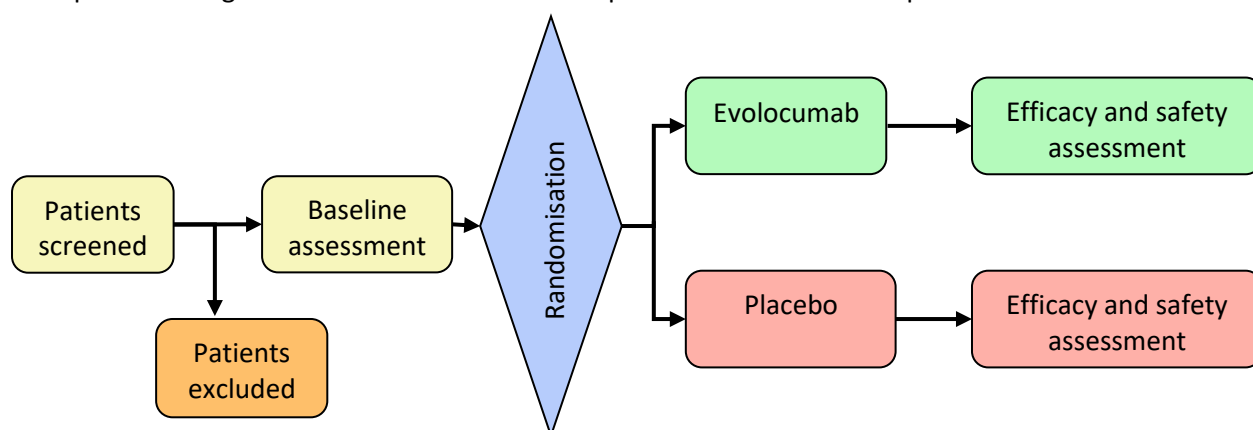 Patients
screened
Patients
excluded
Baseline
assessment
Randomisation
Evolocumab
Efficacy and safety
assessment
Placebo
Efficacy and safety
assessment